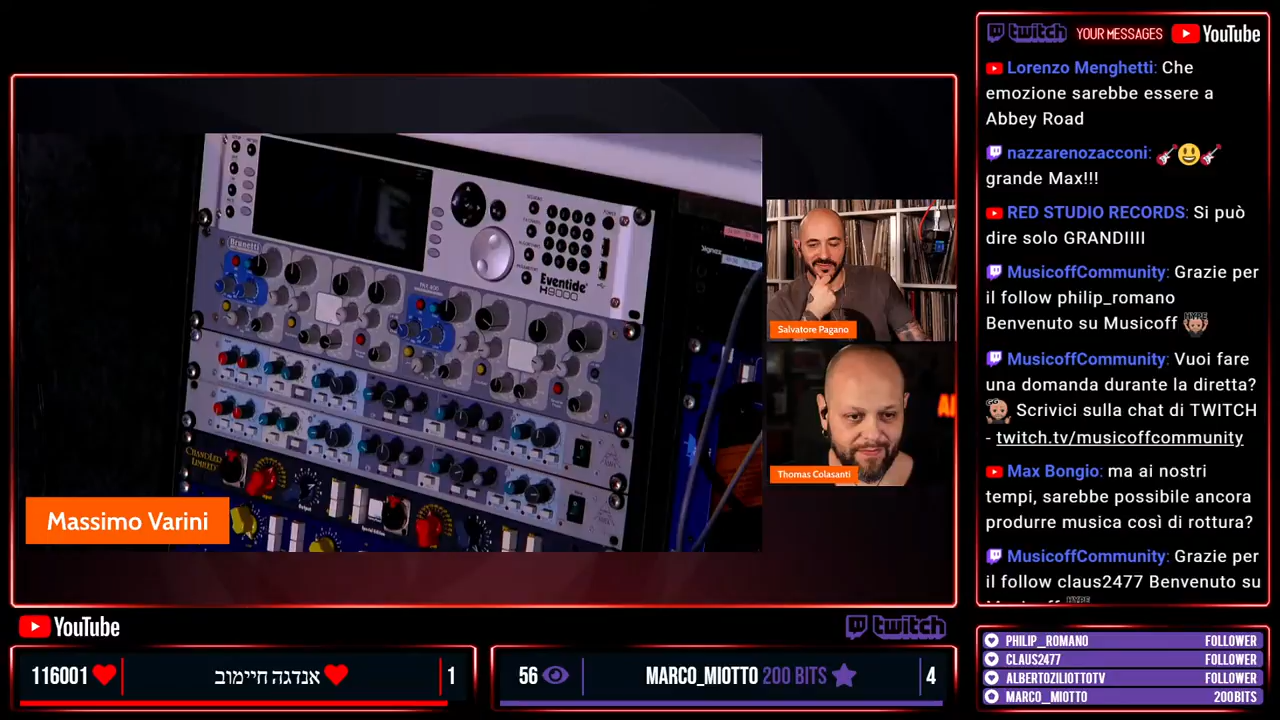 twitch YOUR MESSAGES YouTube
Lorenzo Menghetti: Che
emozione sarebbe essere a
Abbey Road
nazzarenozacconi:
grande Max!!!
RED STUDIO RECORDS: Si può
dire solo GRANDIIII
MusicoffCommunity: Grazie per
il follow philip_romano
Benvenuto su Musicoff
MusicoffCommunity: Vuoi fare
una domanda durante la diretta?
Scrivici sulla chat di TWITCH
- twitch.tv/musicoffcommunity
Max Bongio: ma ai nostri
tempi, sarebbe possibile ancora
produrre musica così di rottura?
MusicoffCommunity: Grazie per
il follow claus2477 Benvenuto su
Brunetti
Eventide
H9000
POWER
CHANDLER
LIMITED
Massimo Varini
Salvatore Pagano
Thomas Colasanti
YouTube
twitch
116001 אנדגה חיימוב 1
56 MARCO_MIOTTO 200 BITS 4
PHILIP_ROMANO FOLLOWER
CLAUS2477 FOLLOWER
ALBERTOZILIOTTOTV FOLLOWER
MARCO_MIOTTO 200BITS